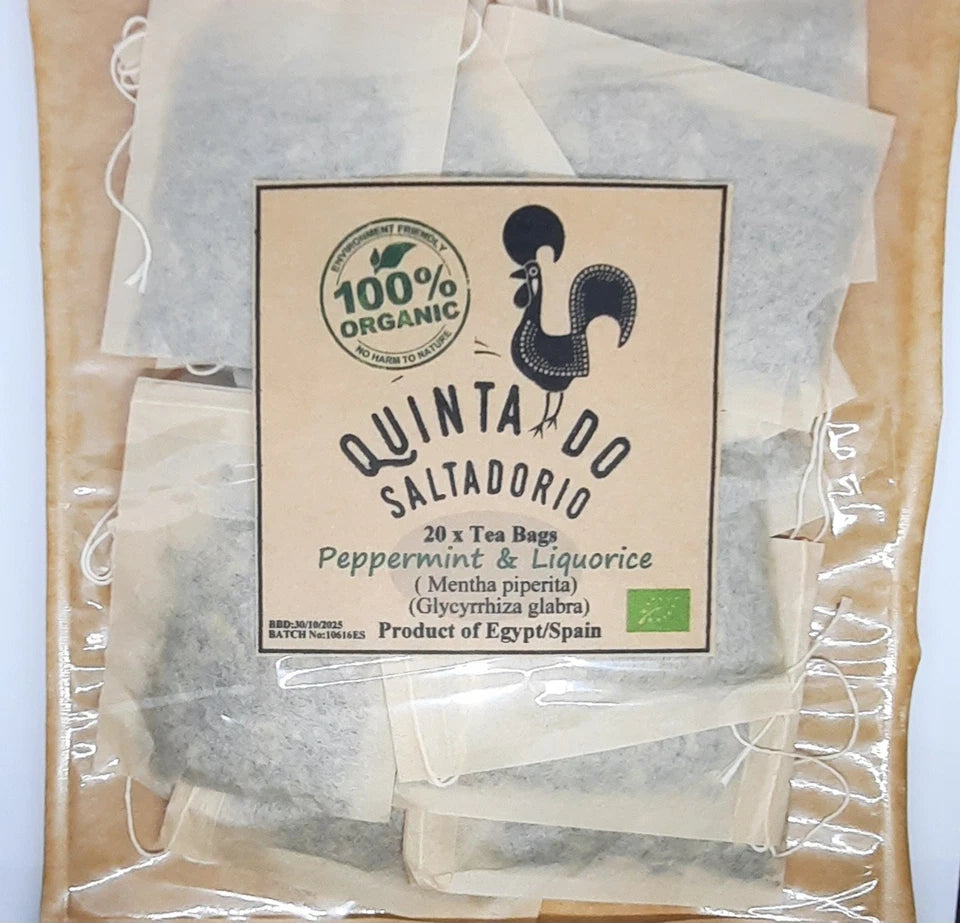 ENVIRONMENT FRIENDLY
100%
ORGANIC
NO HARM TO NATURE
QUINTA DO
SALTADORIO
20 x Tea Bags
Peppermint & Liquorice
( Mentha piperita)
(Glycyrrhiza glabra)
BBD:30/10/2025
BATCH No:10616ES
Product of Egypt/Spain